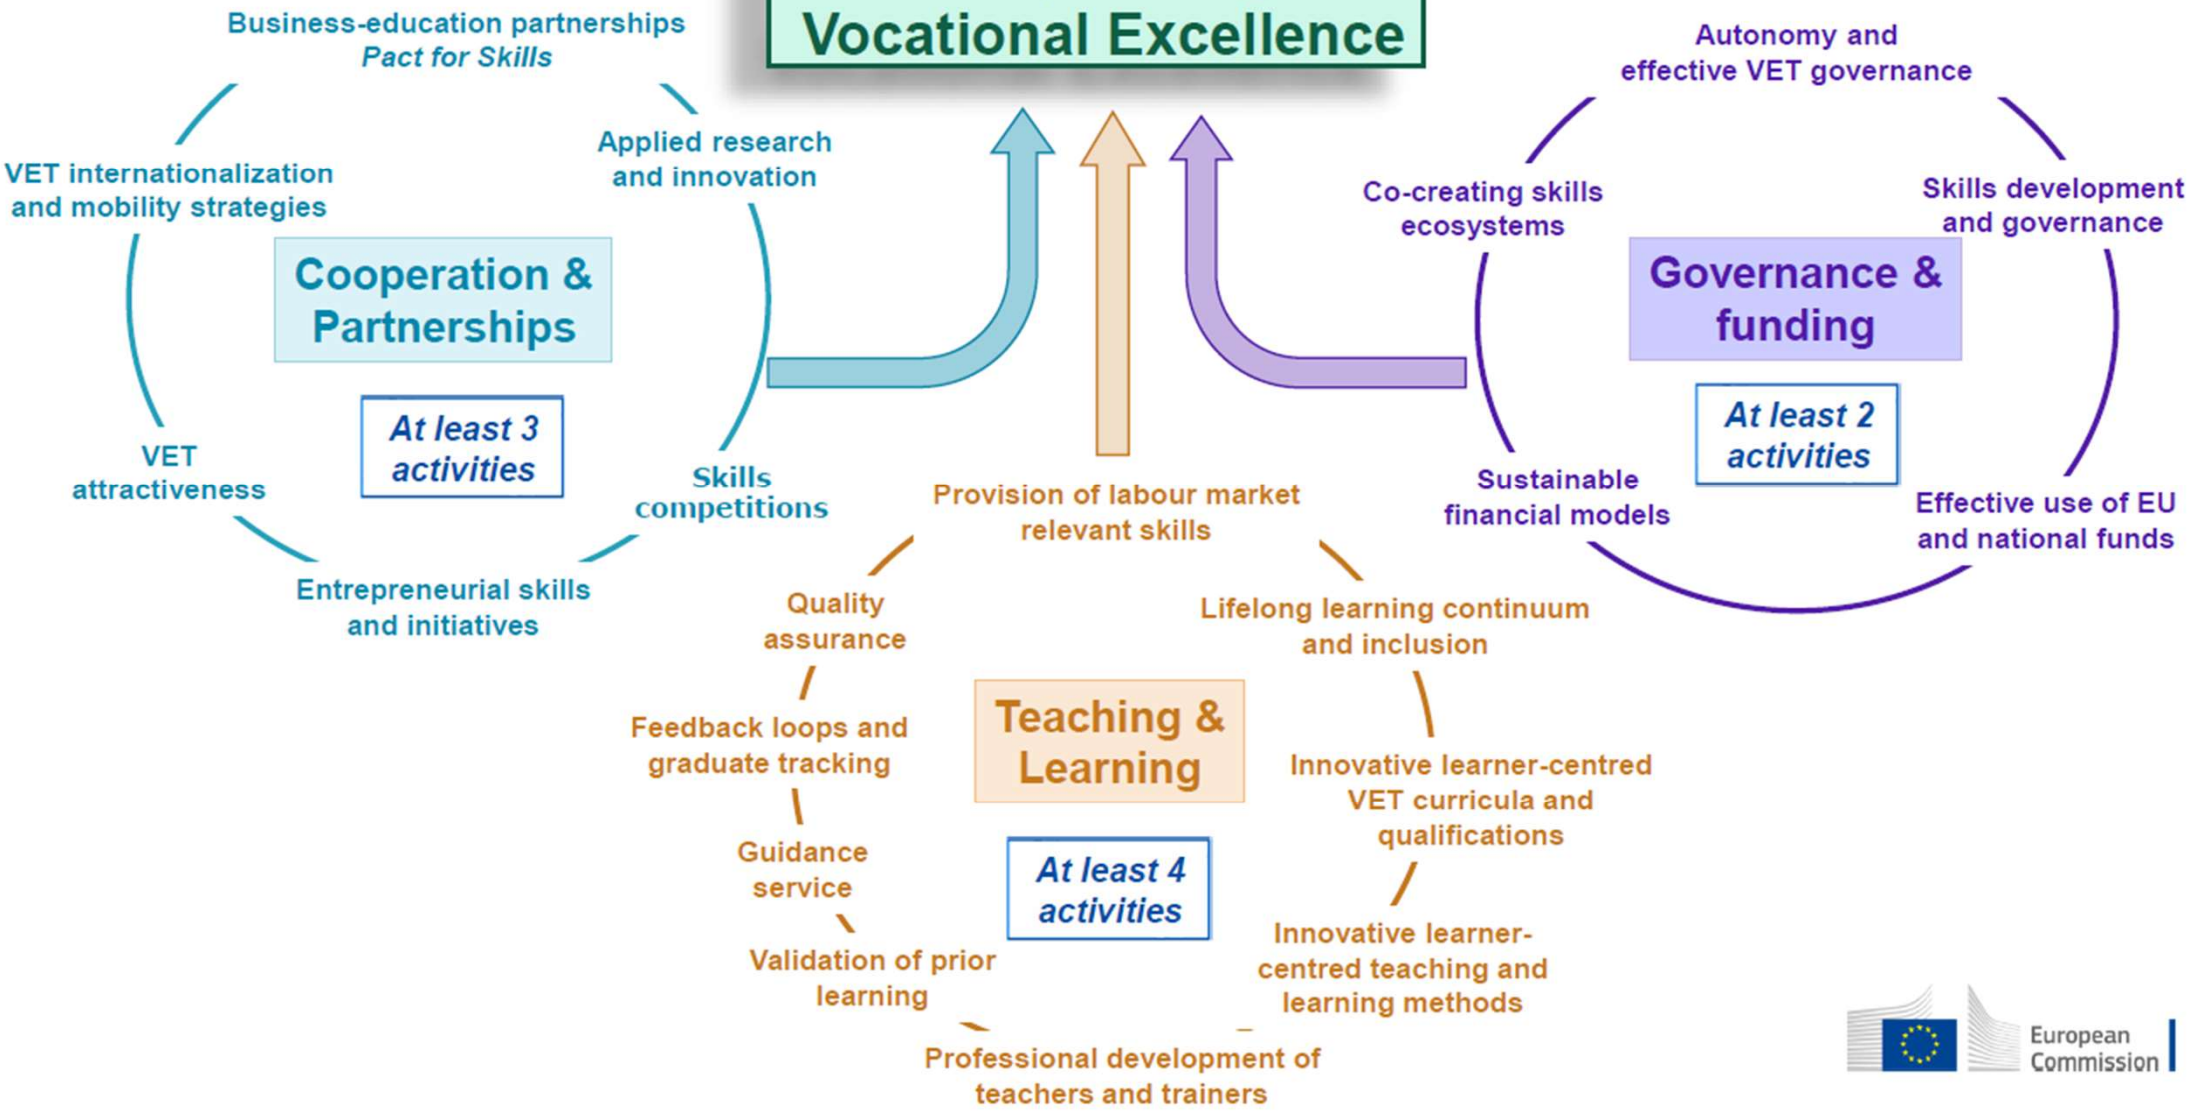 Vocational Excellence
Business-education partnerships
Pact for Skills
Applied research
and innovation
VET internationalization
and mobility strategies
Cooperation &
Partnerships
At least 3
activities
VET
attractiveness
Skills
competitions
Entrepreneurial skills
and initiatives
Autonomy and
effective VET governance
Co-creating skills
ecosystems
Skills development
and governance
Governance &
funding
At least 2
activities
Sustainable
financial models
Effective use of EU
and national funds
Provision of labour market
relevant skills
Quality
assurance
Lifelong learning continuum
and inclusion
Feedback loops and
graduate tracking
Teaching &
Learning
Innovative learner-centred
VET curricula and
qualifications
Guidance
service
At least 4
activities
Validation of prior
learning
Innovative learner-
centred teaching and
learning methods
Professional development of
teachers and trainers
European
Commission